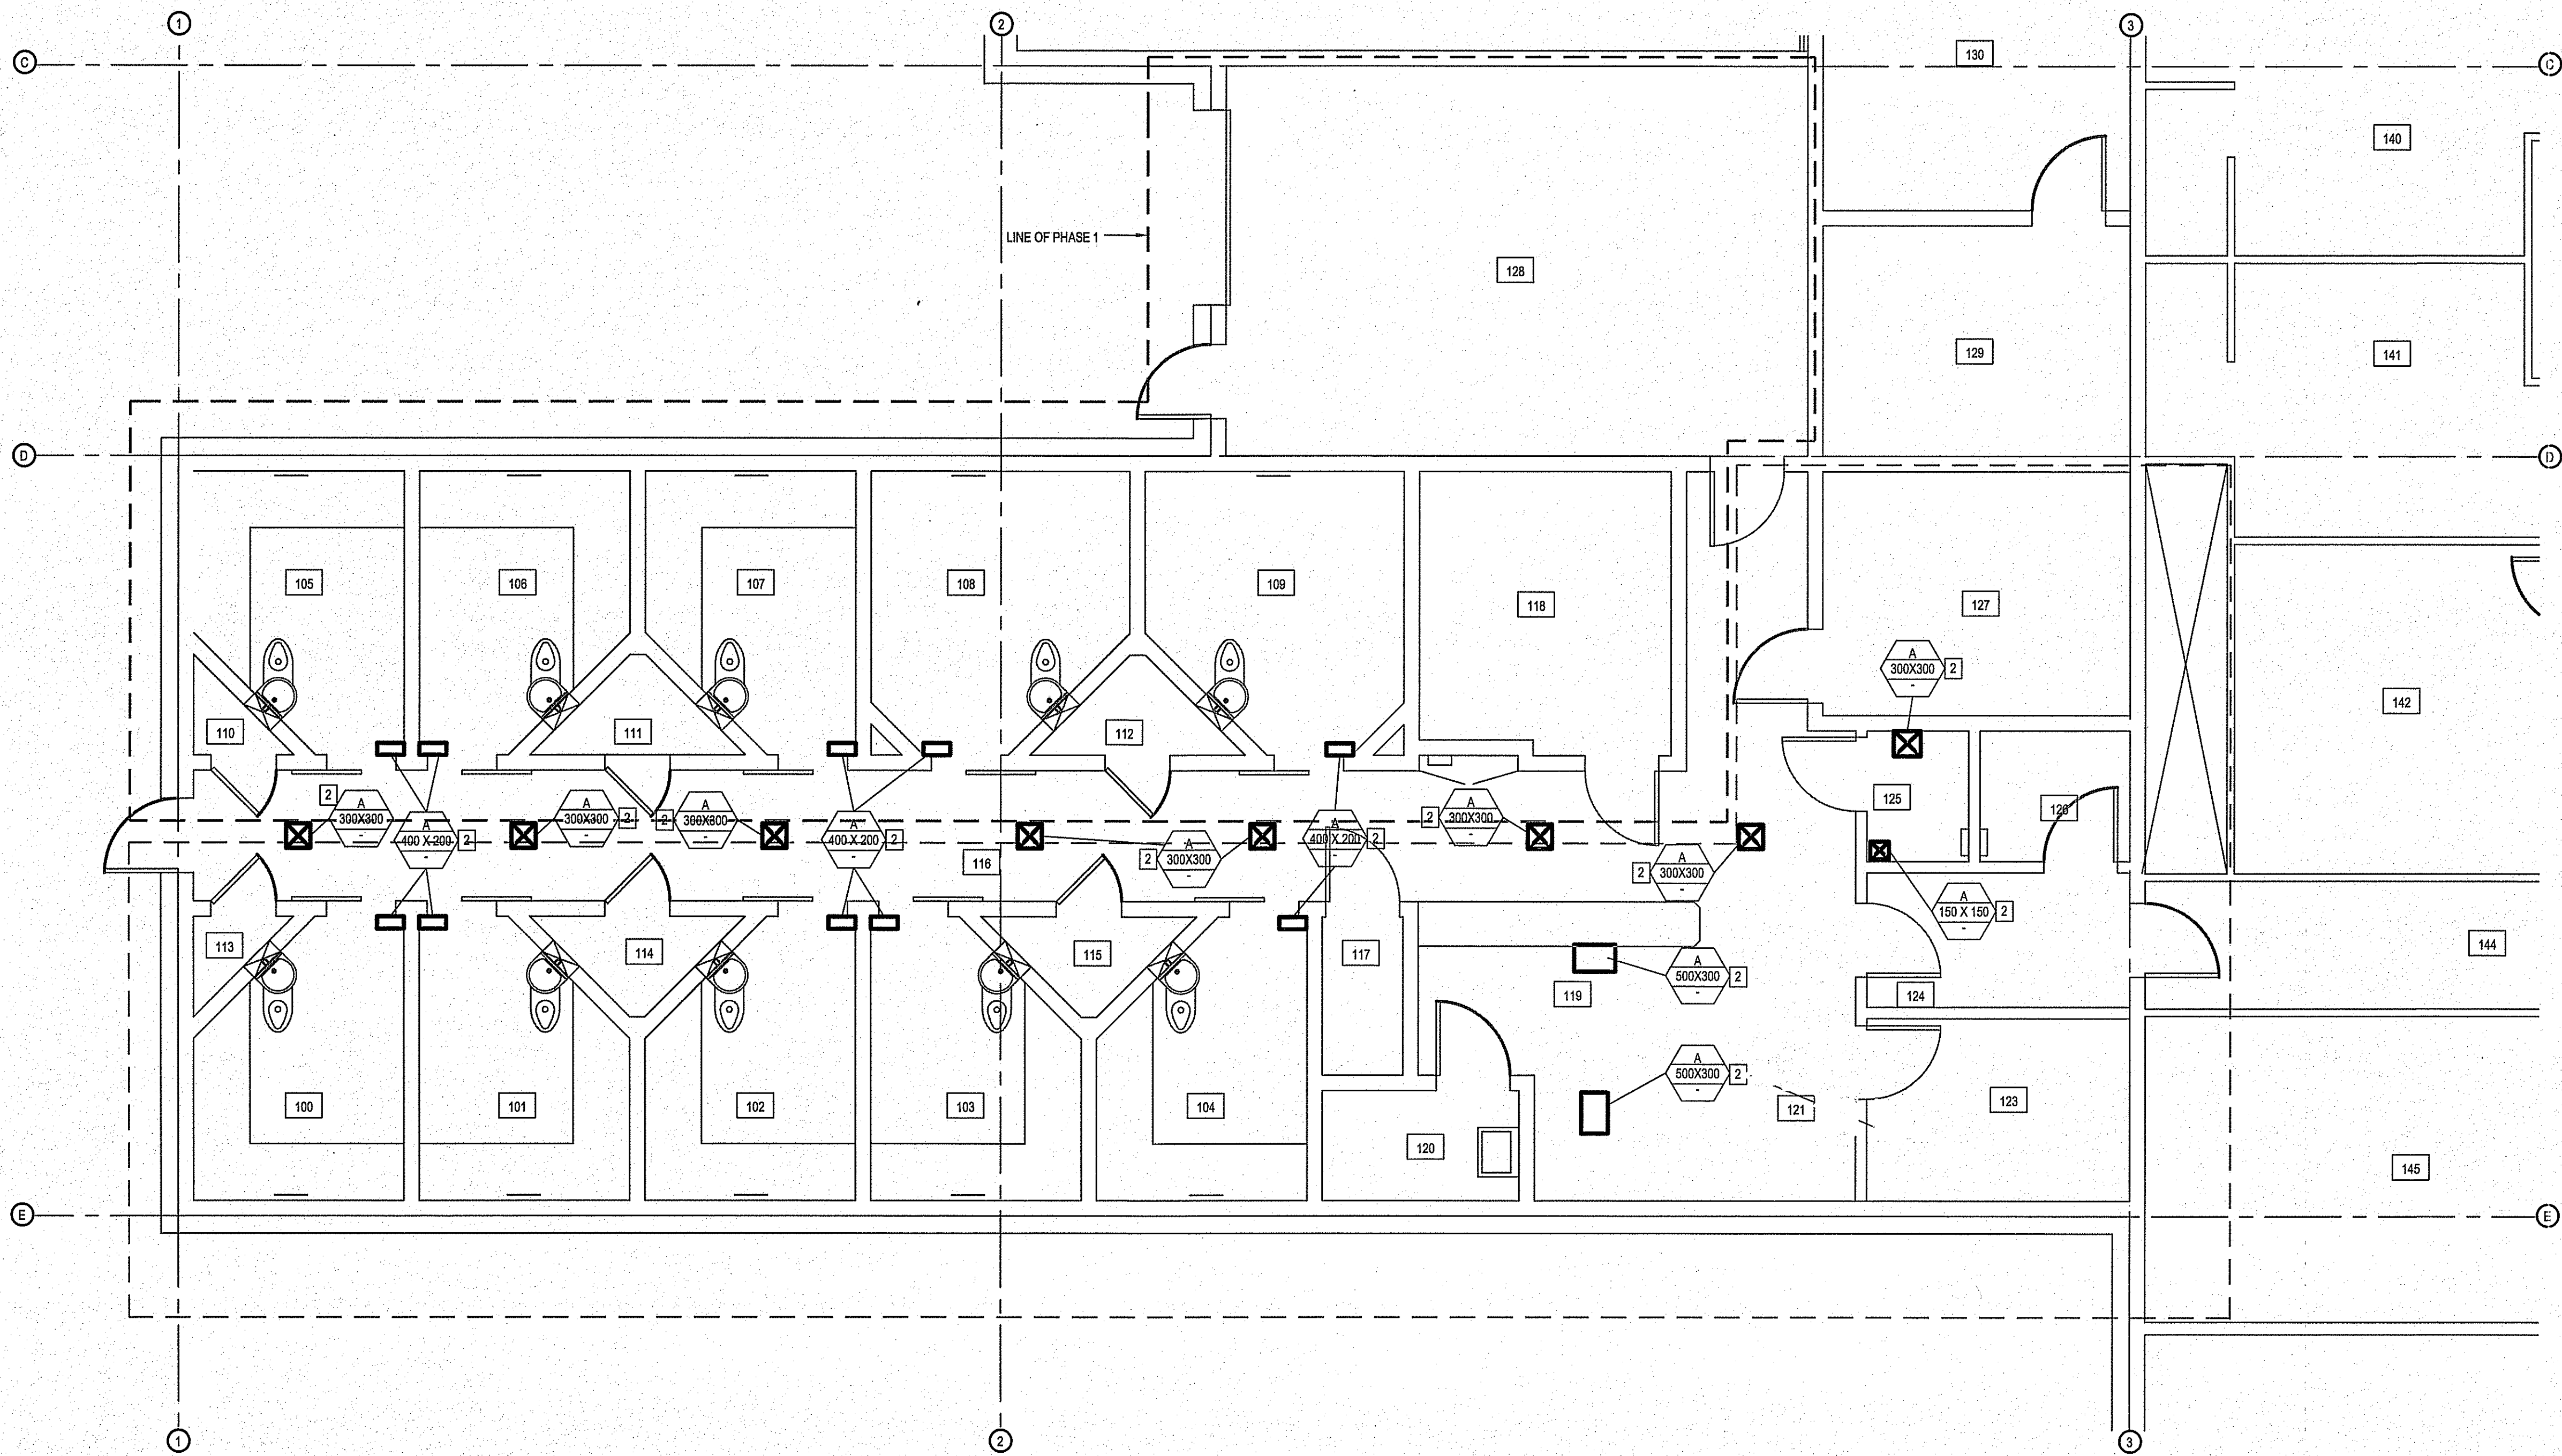 1
2
3
C
130
C
140
LINE OF PHASE 1
128
129
141
D
D
105
106
107
108
109
118
127
A
300X300
-
2
142
110
111
112
2
A
300X300
-
A
400 X 200
-
2
A
300X300
-
2
2
A
300X300
-
A
400 X 200
-
2
116
2
A
300X300
-
A
400 X 200
-
2
2
A
300X300
-
2
A
300X300
-
125
126
A
150 X 150
-
2
113
114
115
117
119
A
500X300
-
2
124
144
A
500X300
-
2
100
101
102
103
104
121
123
120
145
E
E
1
2
3